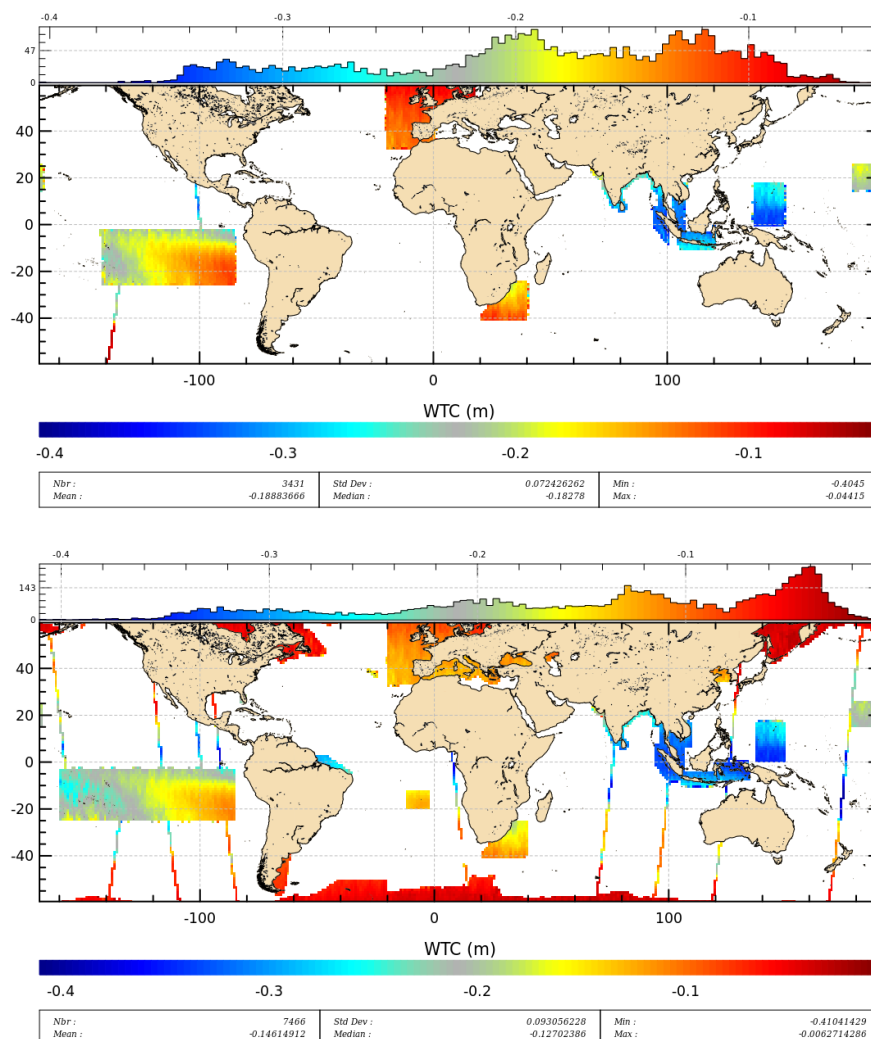 -0.4 -0.3 -0.2 -0.1
47
0
40
20
0
-20
-40
-100 0 100
WTC (m)
-0.4 -0.3 -0.2 -0.1
Nbr : 3431 Std Dev : 0.072426262 Min : -0.4045
Mean : -0.18883666 Median : -0.18278 Max : -0.04415
-0.4 -0.3 -0.2 -0.1
143
0
40
20
0
-20
-40
-100 0 100
WTC (m)
-0.4 -0.3 -0.2 -0.1
Nbr : 7466 Std Dev : 0.093056228 Min : -0.41041429
Mean : -0.14614912 Median : -0.12702386 Max : -0.0062714286